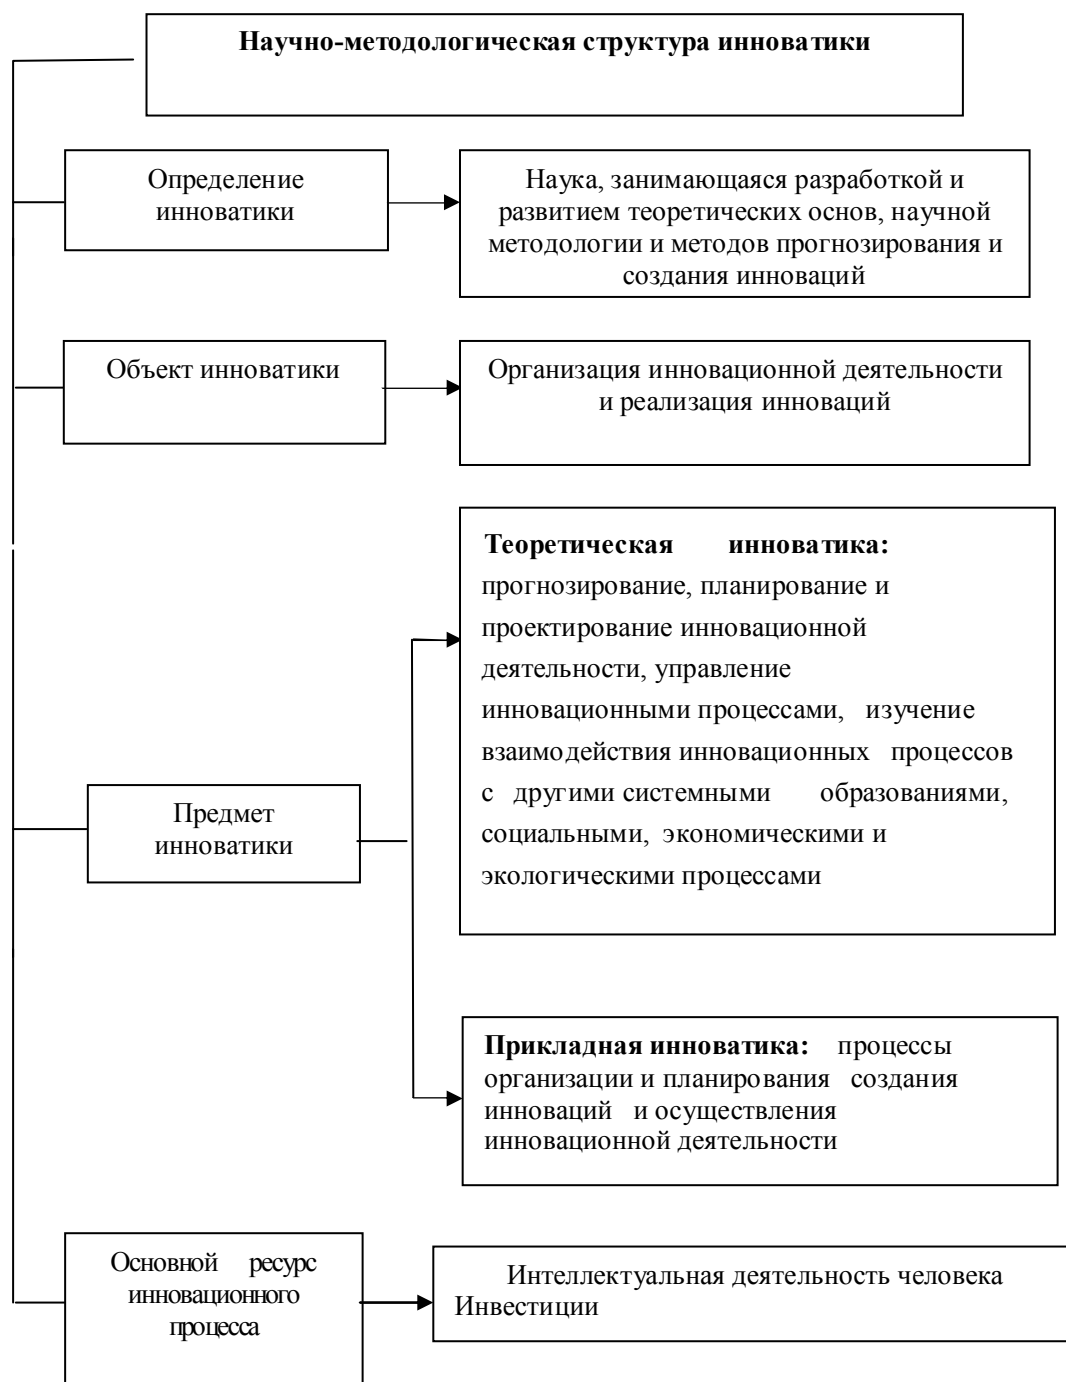 Научно-методологическая структура инноватики
Определение
инноватики
Наука, занимающаяся разработкой и
развитием теоретических основ, научной
методологии и методов прогнозирования и
создания инноваций
Объект инноватики
Организация инновационной деятельности
и реализация инноваций
Предмет
инноватики
Теоретическая инноватика:
прогнозирование, планирование и
проектирование инновационной
деятельности, управление
инновационными процессами, изучение
взаимодействия инновационных процессов
с другими системными образованиями,
социальными, экономическими и
экологическими процессами
Прикладная инноватика: процессы
организации и планирования создания
инноваций и осуществления
инновационной деятельности
Основной ресурс
инновационного
процесса
Интеллектуальная деятельность человека
Инвестиции